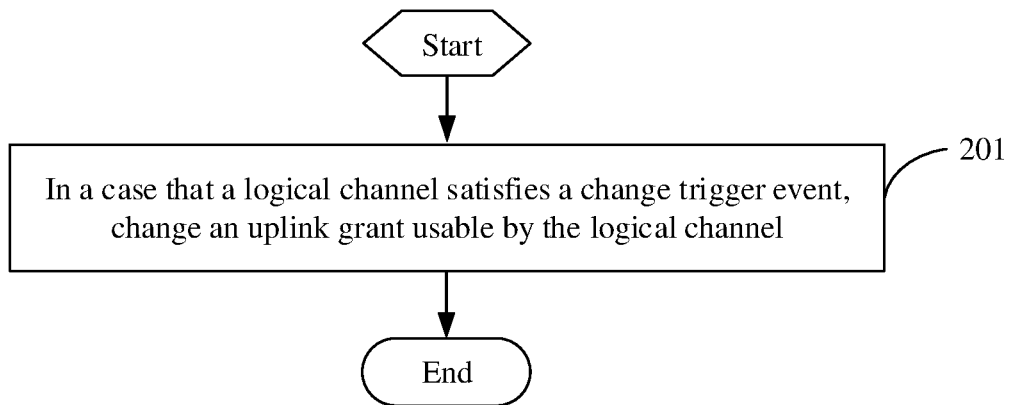 Start
In a case that a logical channel satisfies a change trigger event,
change an uplink grant usable by the logical channel
201
End